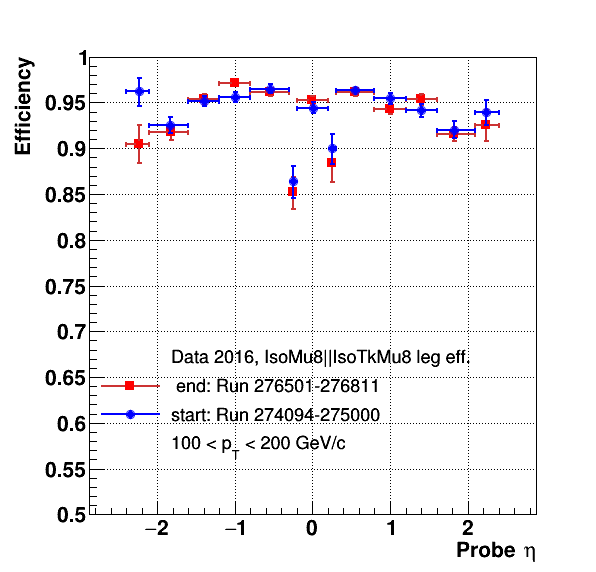 Efficiency
1
0.95
0.9
0.85
0.8
0.75
0.7
0.65
0.6
0.55
0.5
Data 2016, IsoMu8||IsoTkMu8 leg eff.
end: Run 276501-276811
start: Run 274094-275000
100 < p_T < 200 GeV/c
−2 −1 0 1 2
Probe η